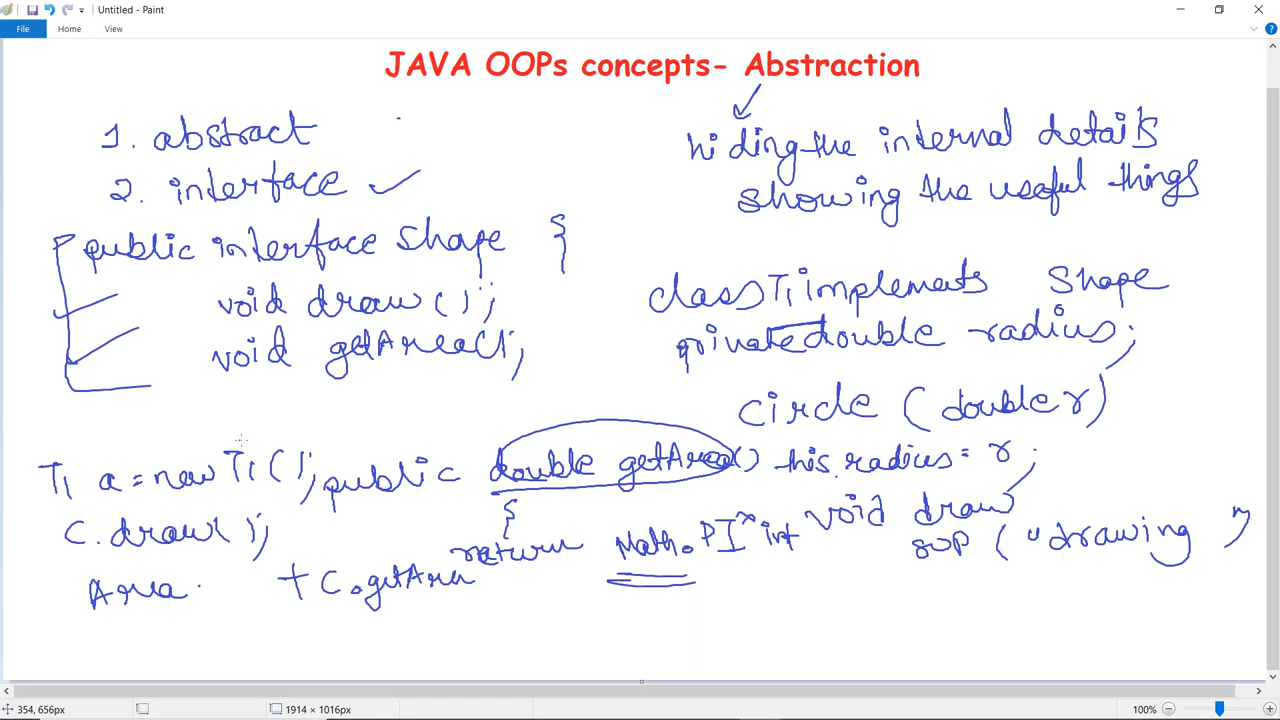 Untitled - Paint
File Home View
JAVA OOPs concepts- Abstraction
1. abstract
2. interface
hiding the internal details
showing the useful things
public interface shape {
void draw ( );
void getArea( );
class T1 implements Shape
private double radius;
circle (double r)
T1 a = new T1 ( );
public double getArea()
this.radius = r;
{
C.draw( );
return Math.PI * int
void draw
sop ( "drawing "
Area
+ C.getArea
354, 656px
1914 × 1016px
100%